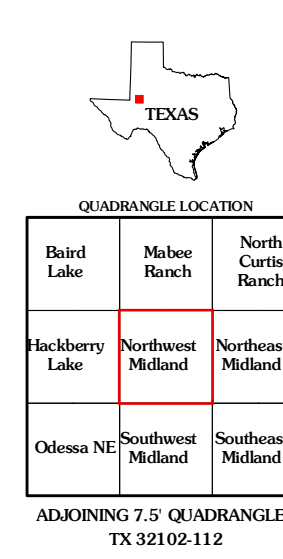 TEXAS
QUADRANGLE LOCATION
Baird
Lake
Mabee
Ranch
North
Curtis
Ranch
Hackberry
Lake
Northwest
Midland
Northeas
Midland
Odessa NE
Southwest
Midland
Southeas
Midland
ADJOINING 7.5' QUADRANGLE
TX 32102-112